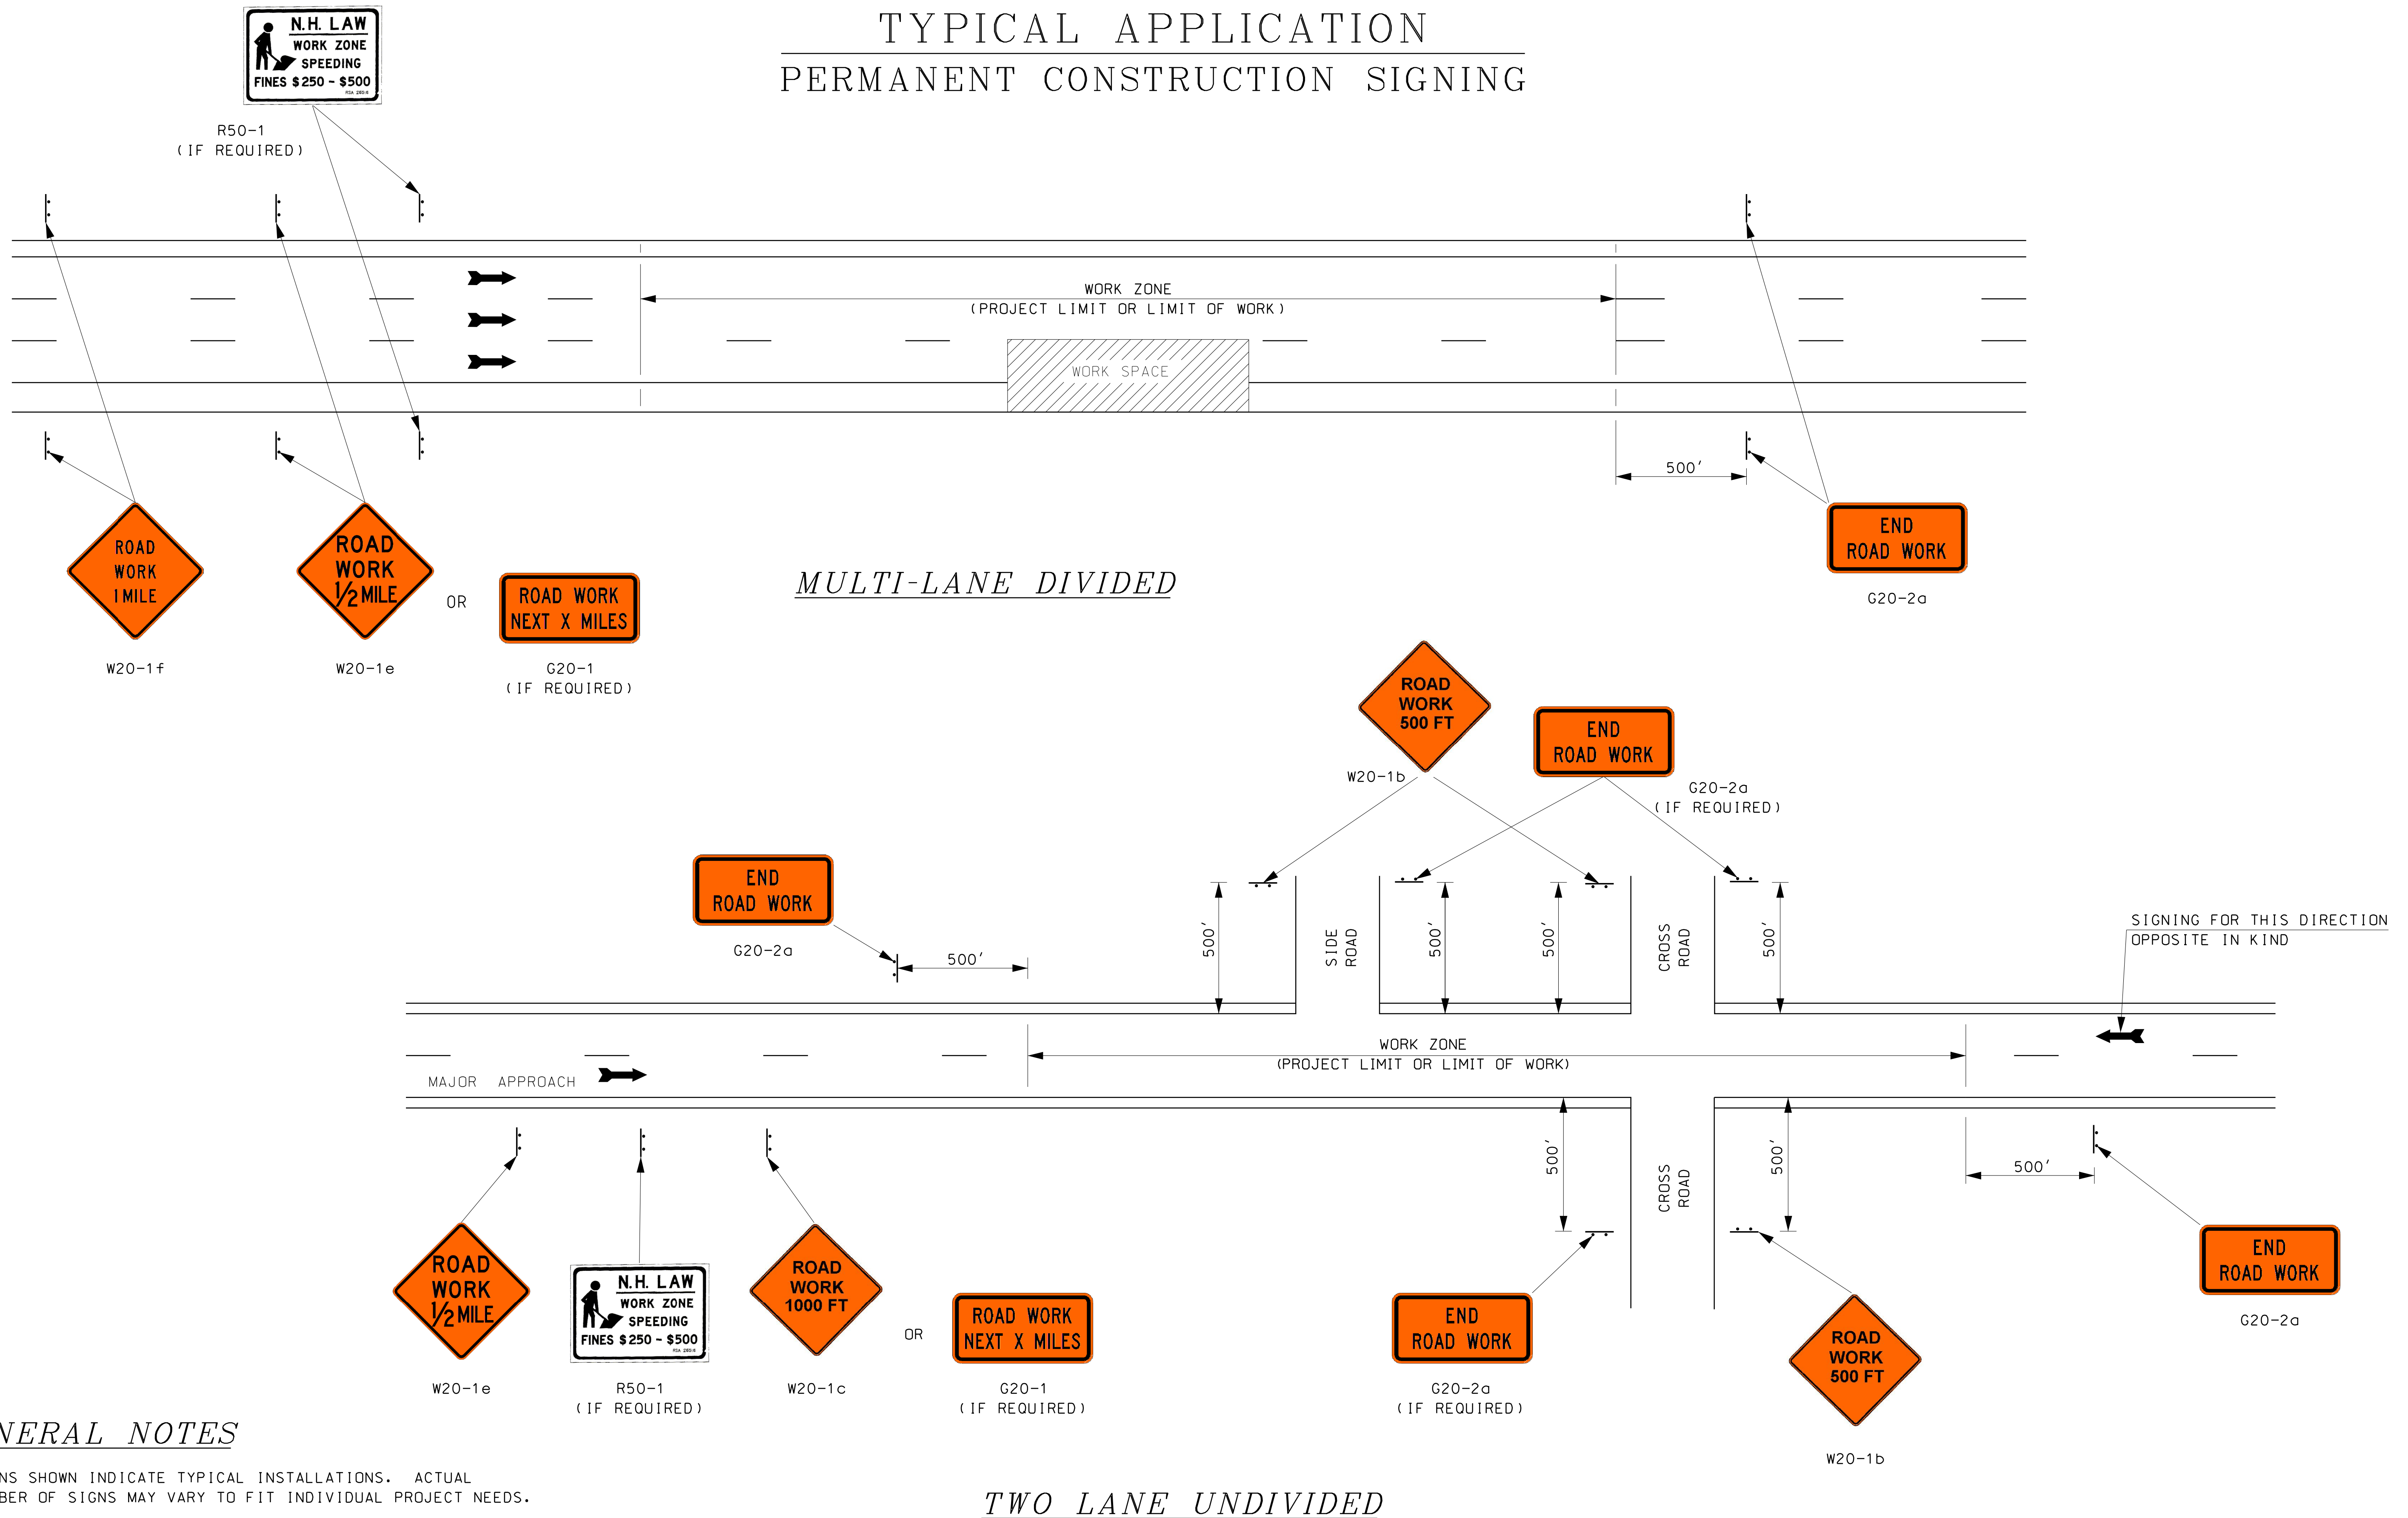 TYPICAL APPLICATION
PERMANENT CONSTRUCTION SIGNING
N.H. LAW
WORK ZONE
SPEEDING
FINES $250 - $500
R50-1
(IF REQUIRED)
WORK ZONE
(PROJECT LIMIT OR LIMIT OF WORK)
WORK SPACE
500'
ROAD
WORK
1 MILE
W20-1f
ROAD
WORK
1/2 MILE
W20-1e
OR
ROAD WORK
NEXT X MILES
G20-1
(IF REQUIRED)
MULTI-LANE DIVIDED
END
ROAD WORK
G20-2a
ROAD
WORK
500 FT
W20-1b
END
ROAD WORK
G20-2a
(IF REQUIRED)
END
ROAD WORK
G20-2a
500'
500'
SIDE
ROAD
500'
500'
CROSS
ROAD
500'
SIGNING FOR THIS DIRECTION
OPPOSITE IN KIND
WORK ZONE
(PROJECT LIMIT OR LIMIT OF WORK)
MAJOR APPROACH
500'
CROSS
ROAD
500'
500'
ROAD
WORK
1/2 MILE
W20-1e
N.H. LAW
WORK ZONE
SPEEDING
FINES $250 - $500
R50-1
(IF REQUIRED)
ROAD
WORK
1000 FT
W20-1c
OR
ROAD WORK
NEXT X MILES
G20-1
(IF REQUIRED)
END
ROAD WORK
G20-2a
(IF REQUIRED)
ROAD
WORK
500 FT
W20-1b
END
ROAD WORK
G20-2a
NERAL NOTES
NS SHOWN INDICATE TYPICAL INSTALLATIONS. ACTUAL
BER OF SIGNS MAY VARY TO FIT INDIVIDUAL PROJECT NEEDS.
TWO LANE UNDIVIDED